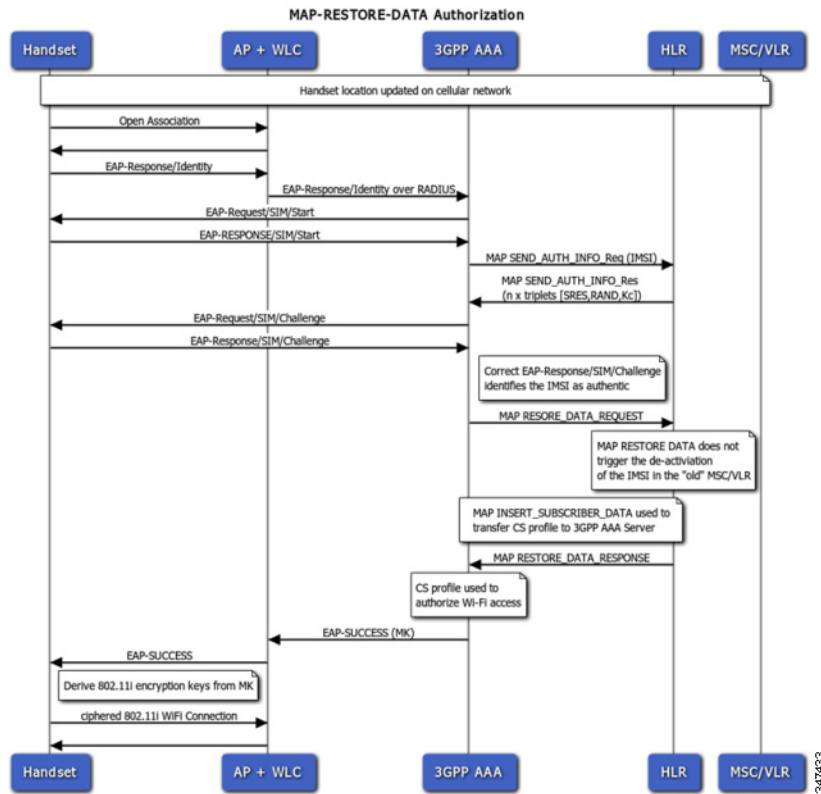 MAP-RESTORE-DATA Authorization
Handset
AP + WLC
3GPP AAA
HLR
MSC/VLR
Handset location updated on cellular network
Open Association
EAP-Response/Identity
EAP-Response/Identity over RADIUS
EAP-Request/SIM/Start
EAP-RESPONSE/SIM/Start
MAP SEND_AUTH_INFO_Req (IMSI)
MAP SEND_AUTH_INFO_Res
(n x triplets [SRES,RAND,Kc])
EAP-Request/SIM/Challenge
EAP-Response/SIM/Challenge
Correct EAP-Response/SIM/Challenge
identifies the IMSI as authentic
MAP RESORE_DATA_REQUEST
MAP RESTORE DATA does not
trigger the de-activiation
of the IMSI in the "old" MSC/VLR
MAP INSERT_SUBSCRIBER_DATA used to
transfer CS profile to 3GPP AAA Server
MAP RESTORE_DATA_RESPONSE
CS profile used to
authorize Wi-Fi access
EAP-SUCCESS (MK)
EAP-SUCCESS
Derive 802.11i encryption keys from MK
ciphered 802.11i WiFi Connection
Handset
AP + WLC
3GPP AAA
HLR
MSC/VLR
347433